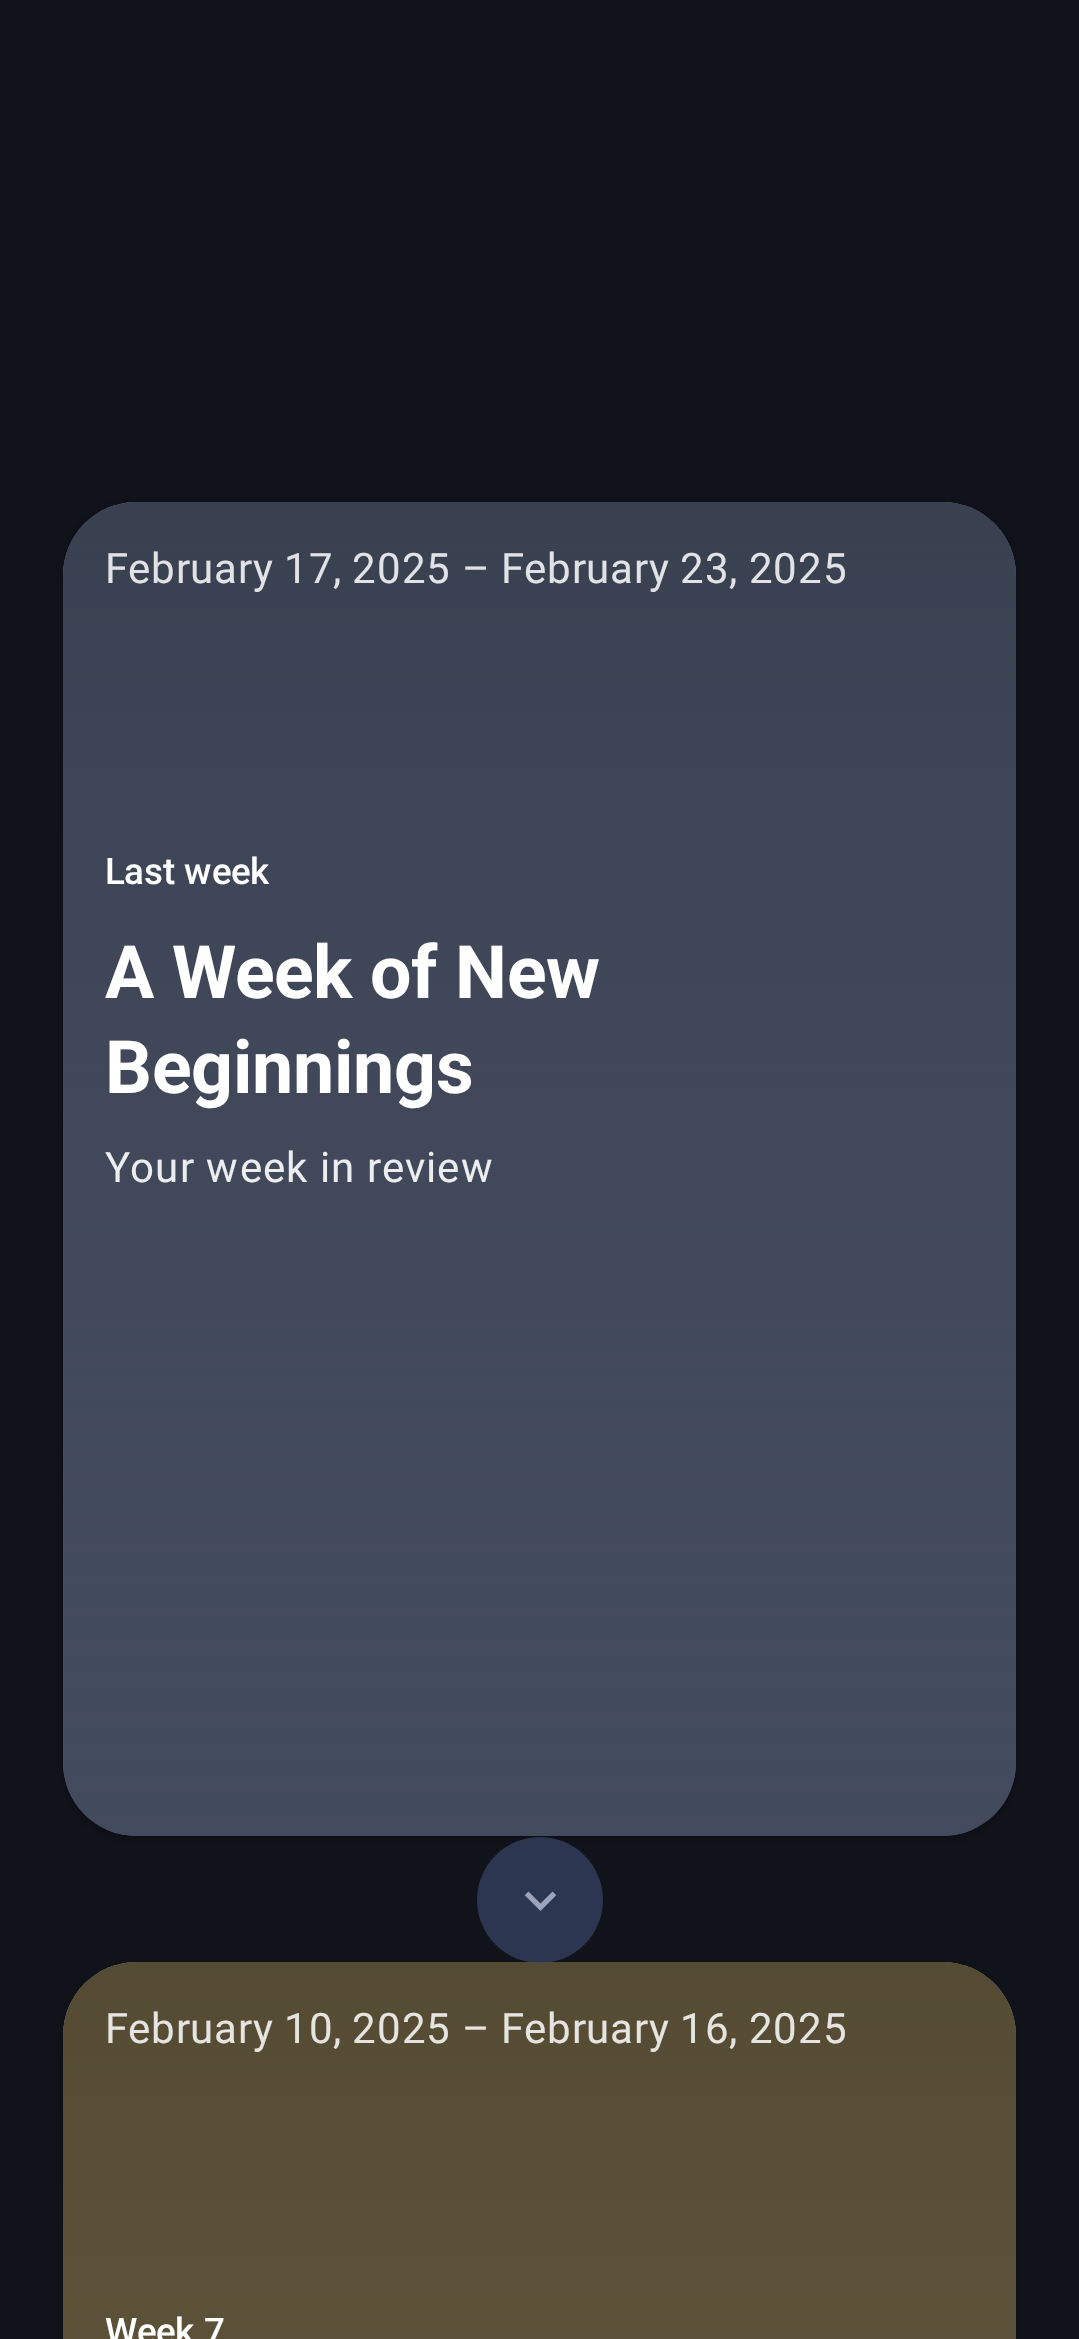 February 17, 2025 – February 23, 2025
Last week
A Week of New
Beginnings
Your week in review
February 10, 2025 – February 16, 2025
Week 7